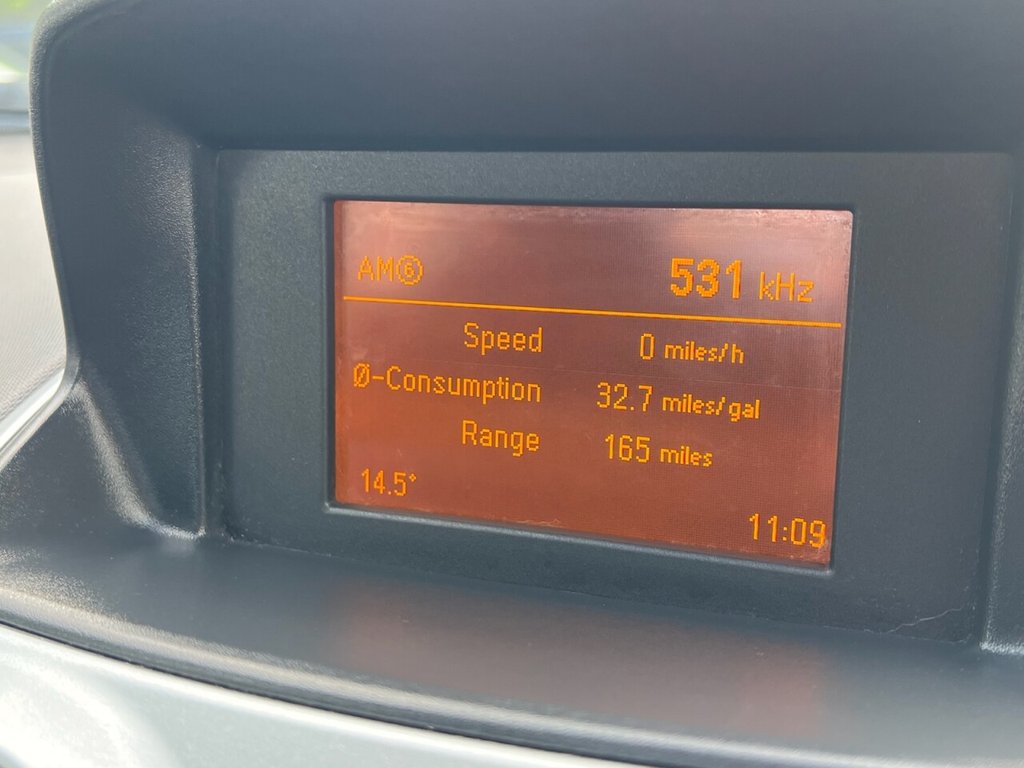 AM⑥ 531 kHz
Speed 0 miles/h
Ø-Consumption 32.7 miles/gal
Range 165 miles
14.5°
11:09